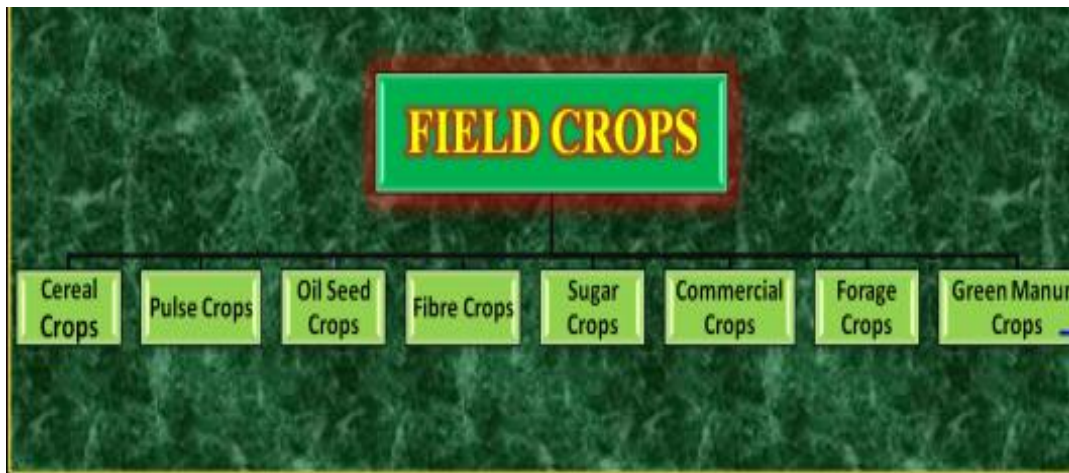 FIELD CROPS
Cereal
Crops
Pulse Crops
Oil Seed
Crops
Fibre Crops
Sugar
Crops
Commercial
Crops
Forage
Crops
Green Manur
Crops